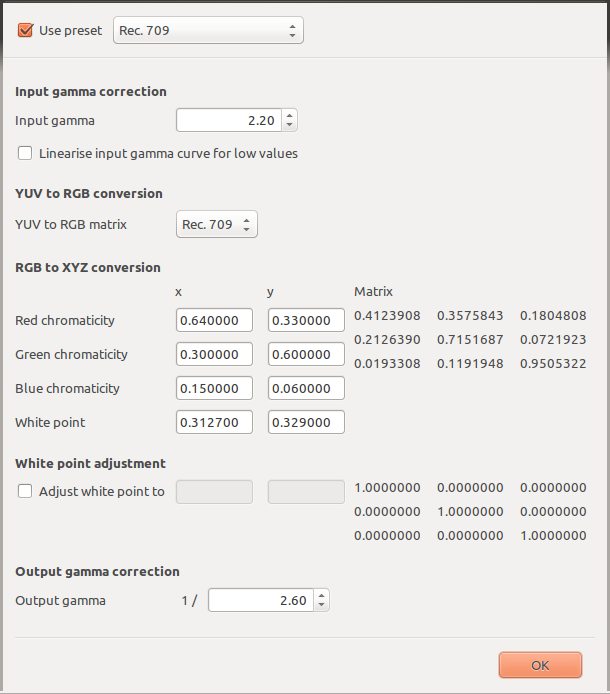 Use preset Rec. 709
Input gamma correction
Input gamma 2.20
Linearise input gamma curve for low values
YUV to RGB conversion
YUV to RGB matrix Rec. 709
RGB to XYZ conversion
x y Matrix
Red chromaticity 0.640000 0.330000 0.4123908 0.3575843 0.1804808
0.2126390 0.7151687 0.0721923
Green chromaticity 0.300000 0.600000 0.0193308 0.1191948 0.9505322
Blue chromaticity 0.150000 0.060000
White point 0.312700 0.329000
White point adjustment
Adjust white point to 1.0000000 0.0000000 0.0000000
0.0000000 1.0000000 0.0000000
0.0000000 0.0000000 1.0000000
Output gamma correction
Output gamma 1 / 2.60
OK